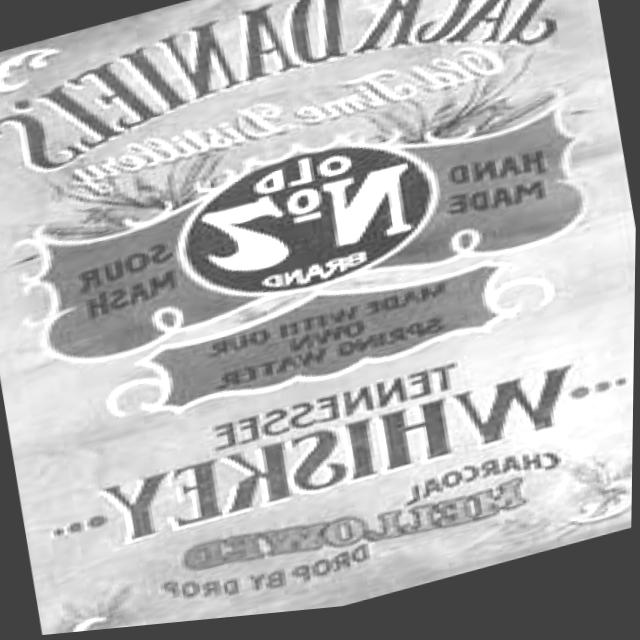 JACK DANIEL'S
Old Time Distillery
HAND MADE
OLD
No 7
BRAND
SOUR MASH
MADE WITH OUR
OWN
SPRING WATER
TENNESSEE
WHISKEY
CHARCOAL
MELLOWED
DROP BY DROP